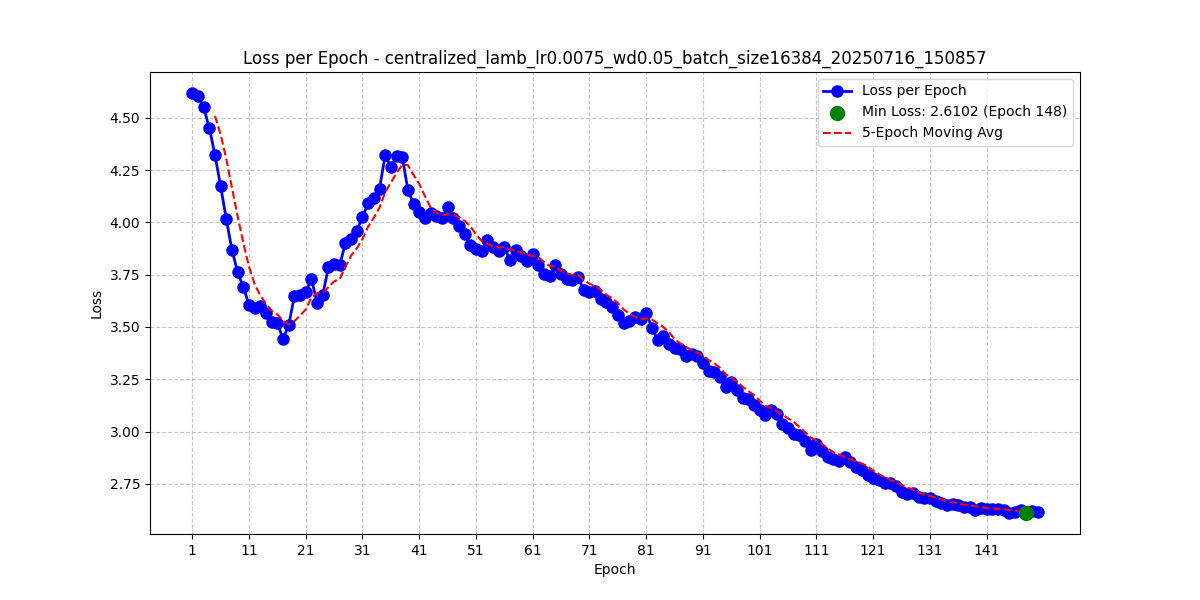 Loss per Epoch - centralized_lamb_lr0.0075_wd0.05_batch_size16384_20250716_150857
Loss per Epoch
Min Loss: 2.6102 (Epoch 148)
5-Epoch Moving Avg
4.50
4.25
4.00
3.75
3.50
3.25
3.00
2.75
Loss
1 11 21 31 41 51 61 71 81 91 101 111 121 131 141
Epoch